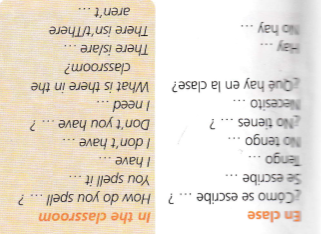 En clase
¿Cómo se escribe ... ?
Se escribe ...
Tengo ...
No tengo ...
¿No tienes ... ?
Necesito ...
¿Qué hay en la clase?
Hay ...
No hay ...
In the classroom
How do you spell ... ?
You spell it ...
I have ...
I don't have ...
Don't you have ... ?
I need ...
What is there in the
classroom?
There is/are ...
There isn't/There
aren't ...